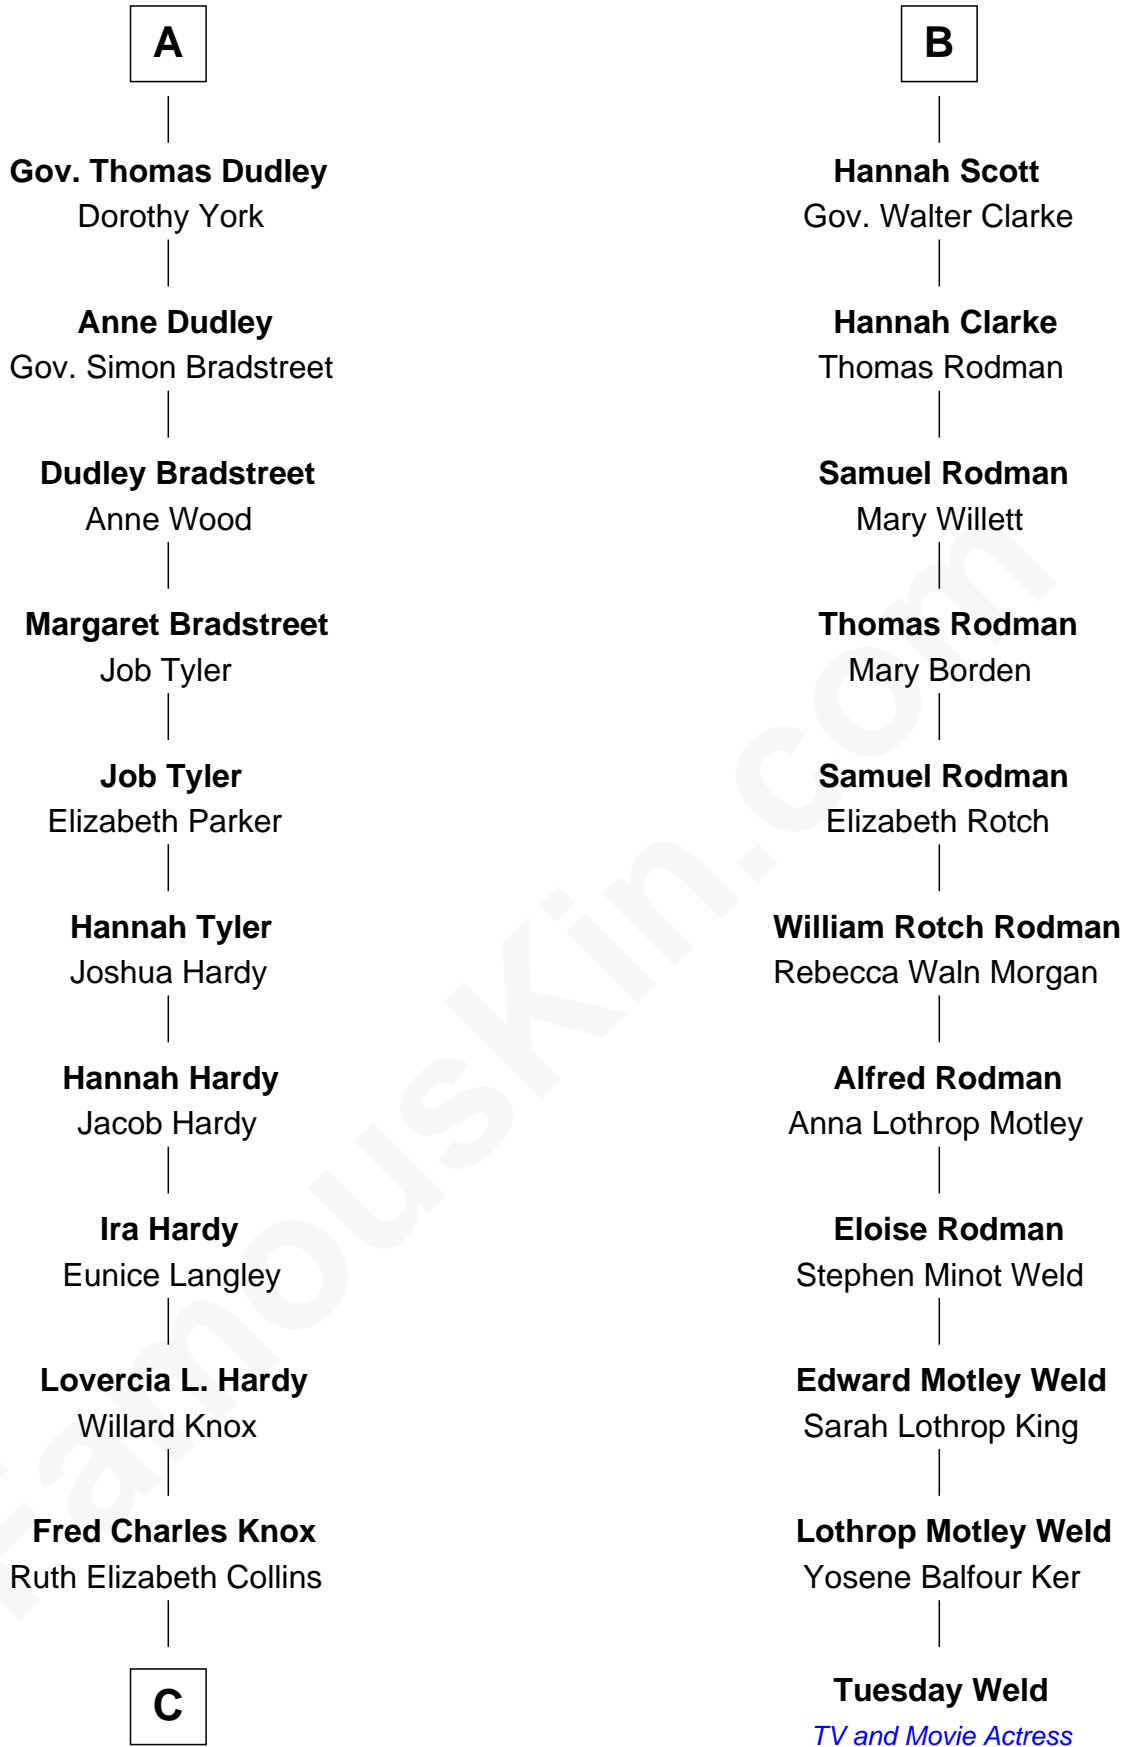 A
Gov. Thomas Dudley
Dorothy York
Anne Dudley
Gov. Simon Bradstreet
Dudley Bradstreet
Anne Wood
Margaret Bradstreet
Job Tyler
Job Tyler
Elizabeth Parker
Hannah Tyler
Joshua Hardy
Hannah Hardy
Jacob Hardy
Ira Hardy
Eunice Langley
Lovercia L. Hardy
Willard Knox
Fred Charles Knox
Ruth Elizabeth Collins
C
B
Hannah Scott
Gov. Walter Clarke
Hannah Clarke
Thomas Rodman
Samuel Rodman
Mary Willett
Thomas Rodman
Mary Borden
Samuel Rodman
Elizabeth Rotch
William Rotch Rodman
Rebecca Waln Morgan
Alfred Rodman
Anna Lothrop Motley
Eloise Rodman
Stephen Minot Weld
Edward Motley Weld
Sarah Lothrop King
Lothrop Motley Weld
Yosene Balfour Ker
Tuesday Weld
TV and Movie Actress
FamousKin.com